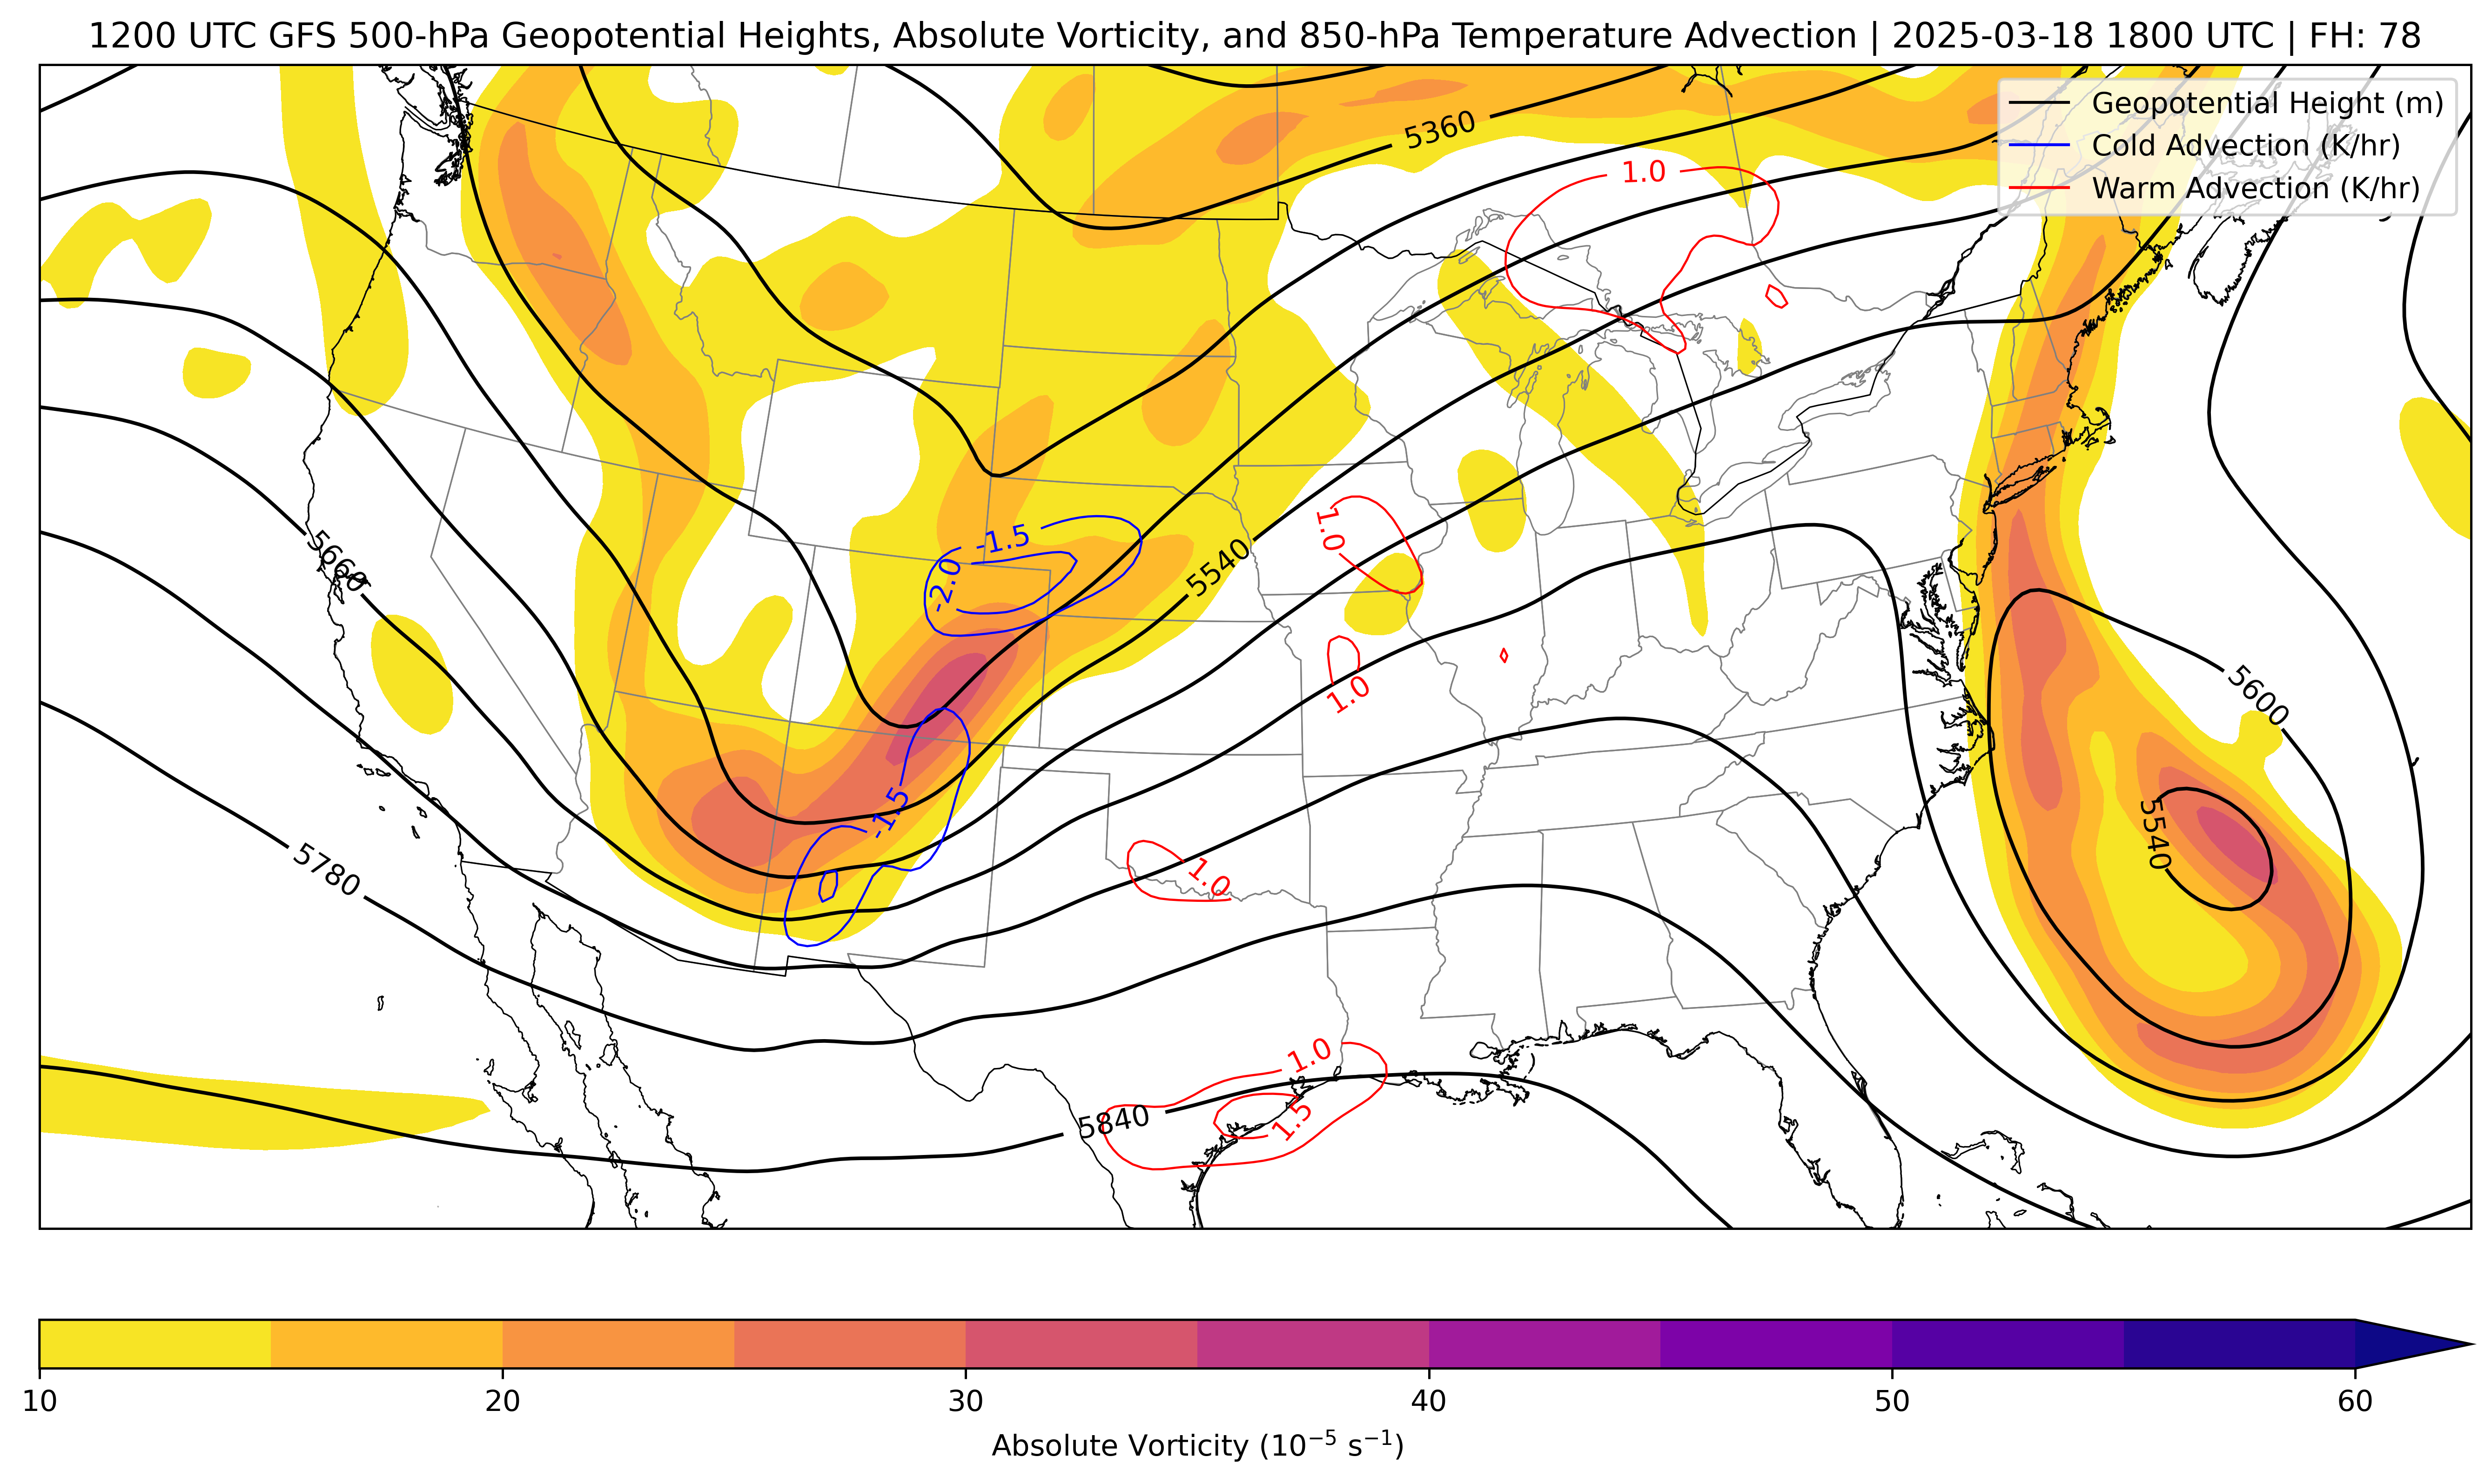 1200 UTC GFS 500-hPa Geopotential Heights, Absolute Vorticity, and 850-hPa Temperature Advection | 2025-03-18 1800 UTC | FH: 78
Geopotential Height (m)
Cold Advection (K/hr)
Warm Advection (K/hr)
5360
1.0
-1.5
1.0
5660
5540
-2.0
1.0
5600
-1.5
5540
5780
1.0
1.0
5840
1.5
10 20 30 40 50 60
Absolute Vorticity (10⁻⁵ s⁻¹)